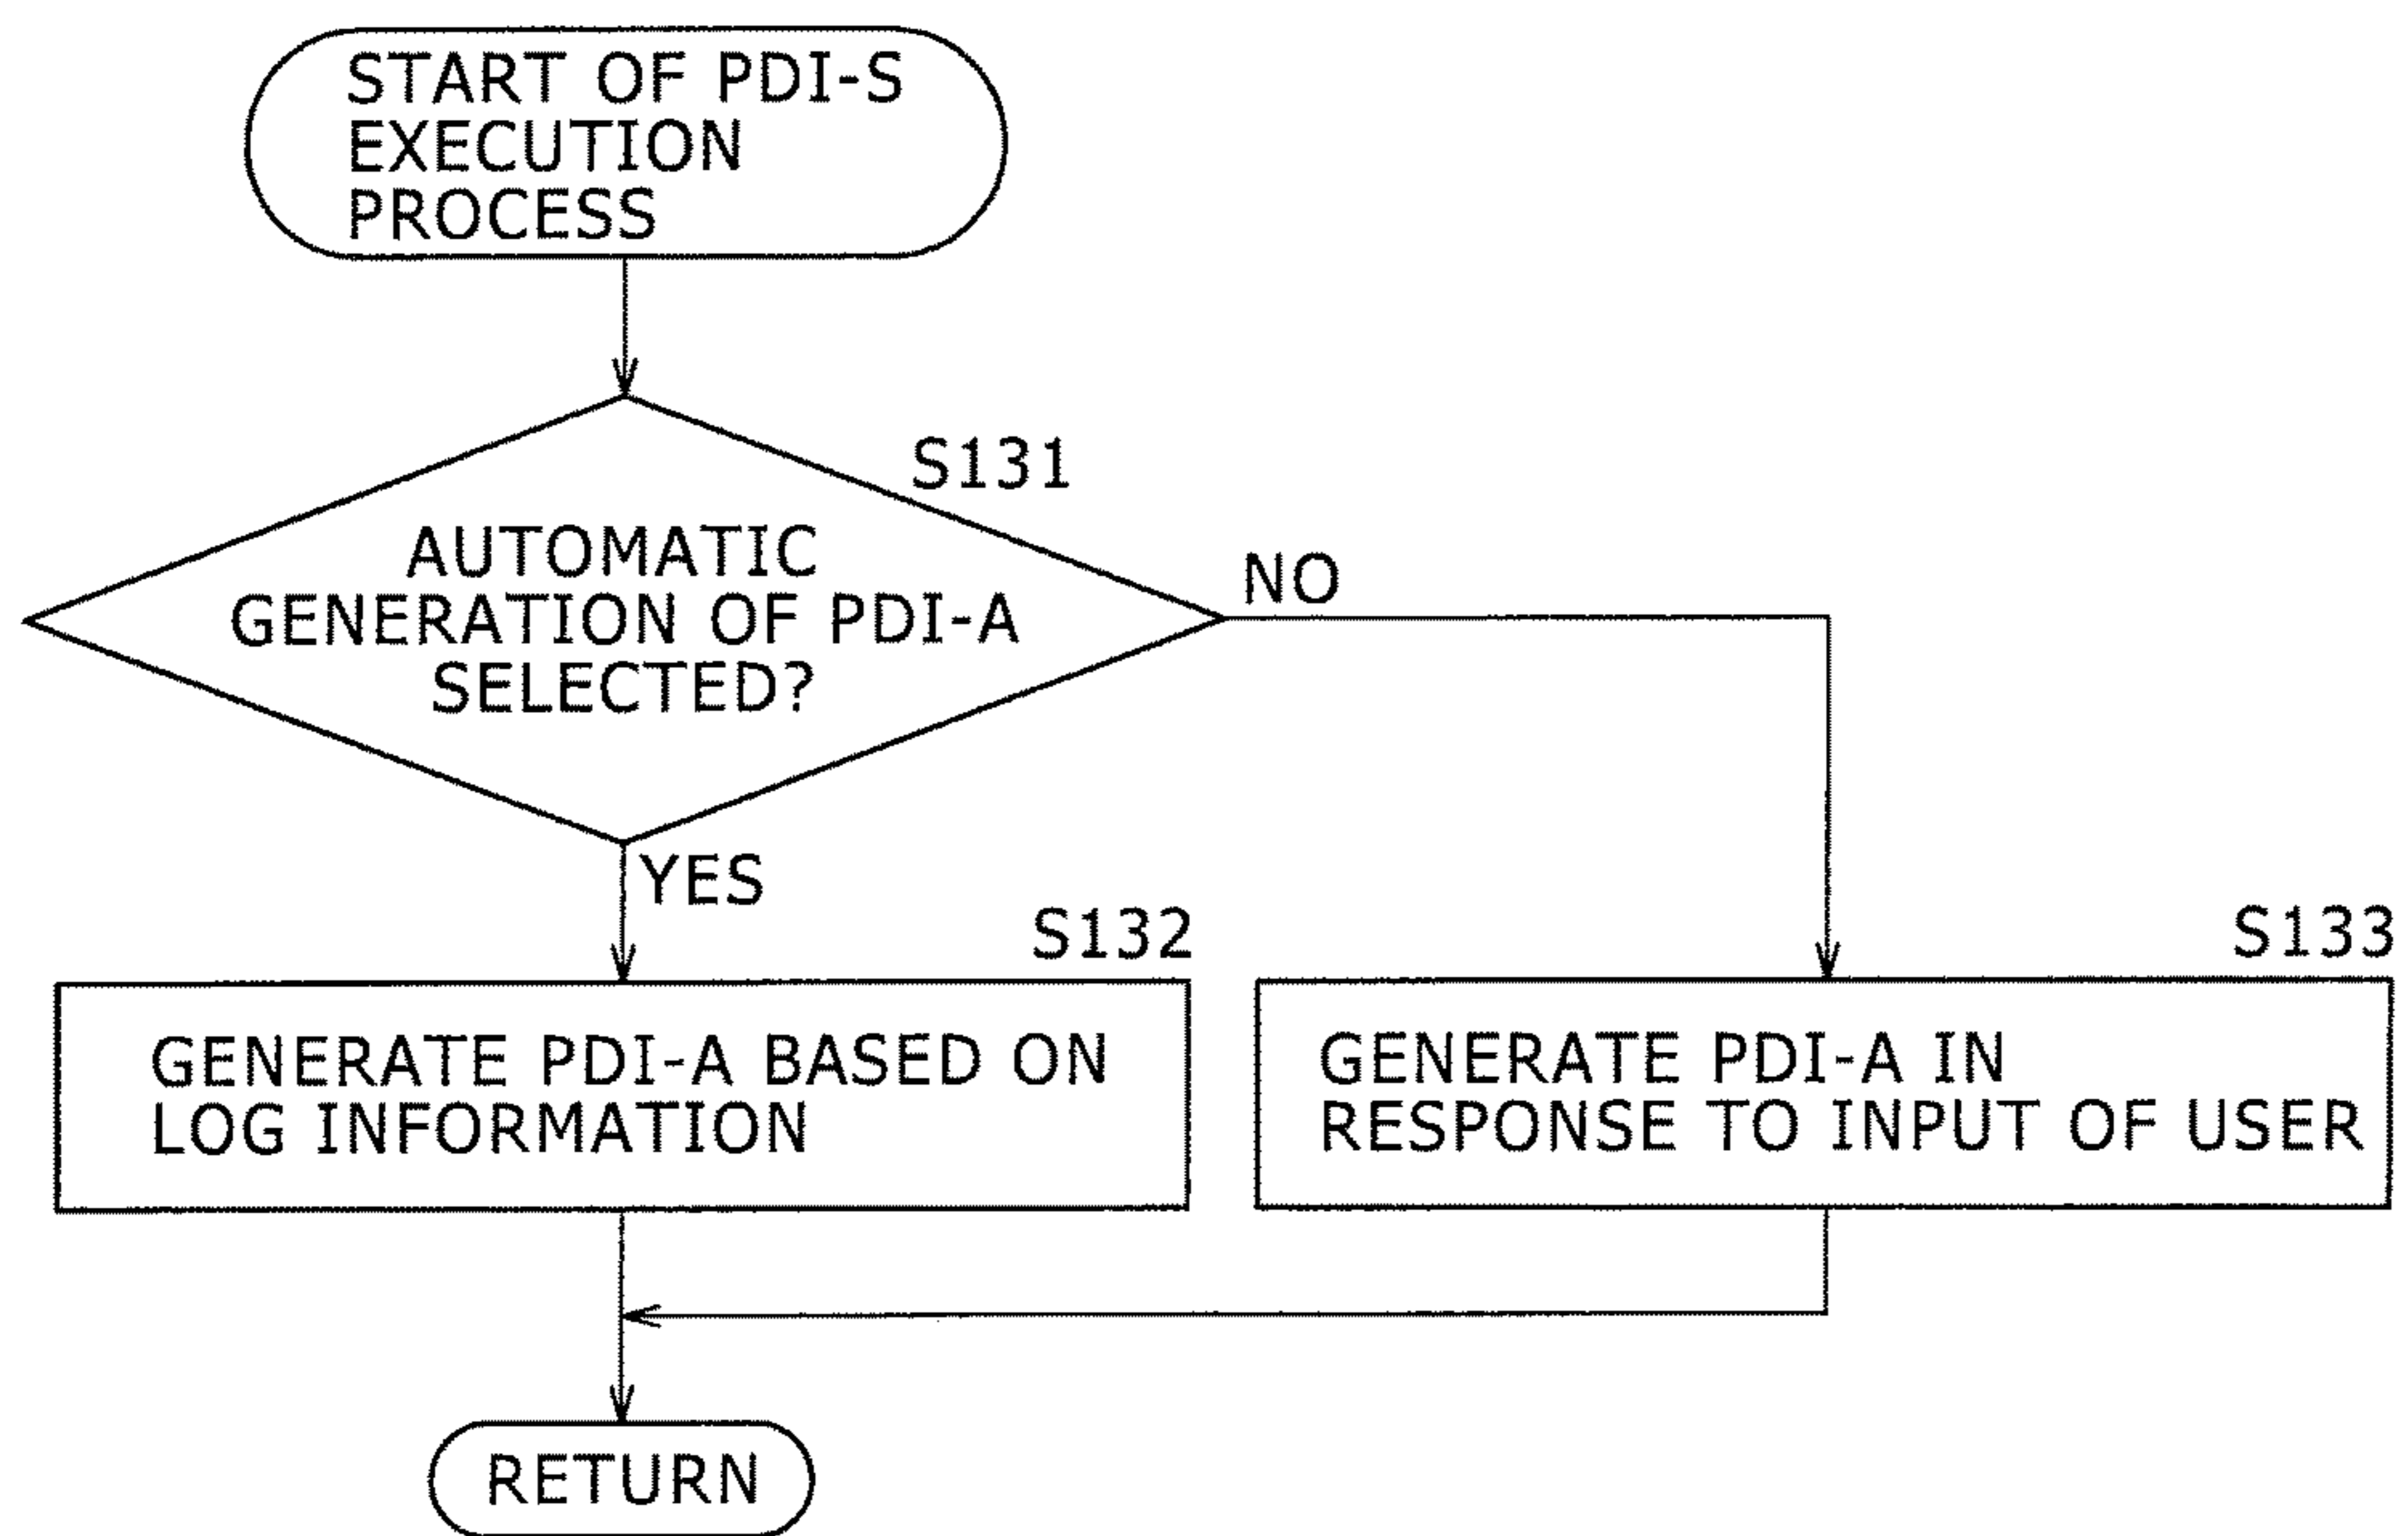 START OF PDI-S
EXECUTION
PROCESS
S131
AUTOMATIC
GENERATION OF PDI-A
SELECTED?
NO
YES
S132
GENERATE PDI-A BASED ON
LOG INFORMATION
S133
GENERATE PDI-A IN
RESPONSE TO INPUT OF USER
RETURN